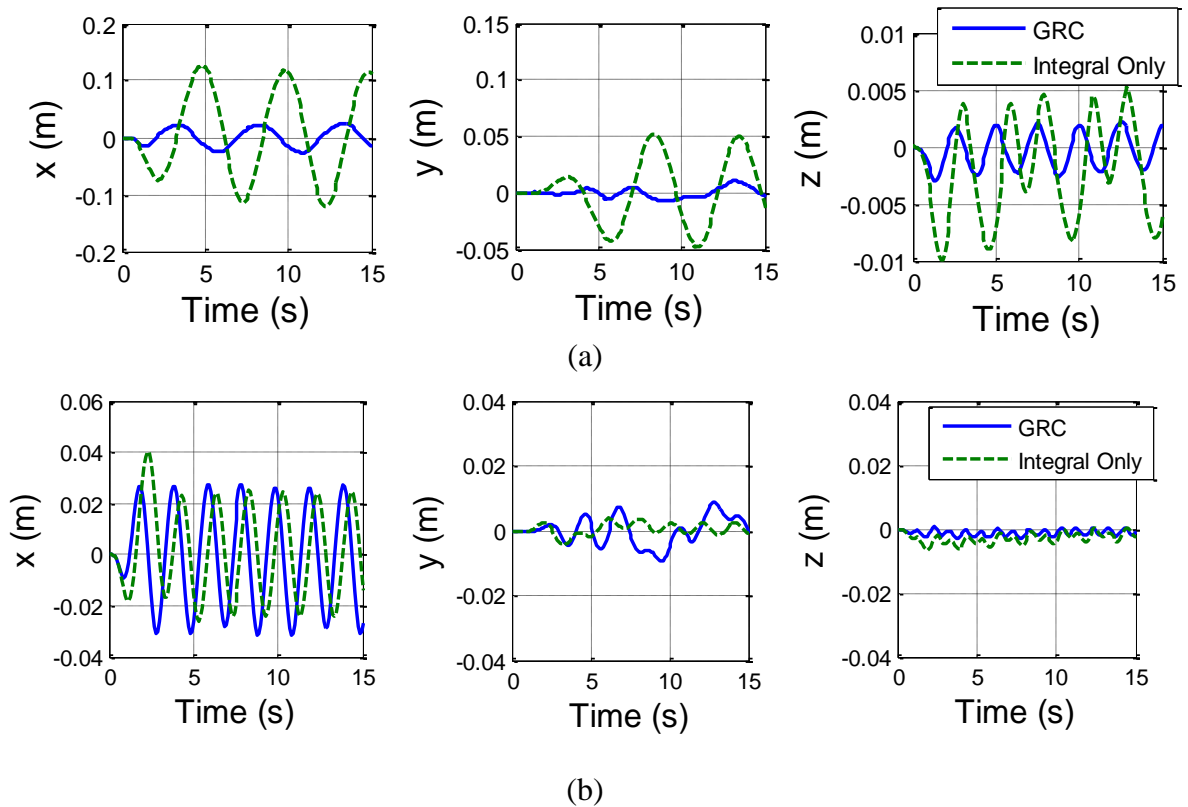 0.2
0.1
0
-0.1
-0.2
x (m)
0 5 10 15
Time (s)
0.15
0.1
0.05
0
-0.05
y (m)
0 5 10 15
Time (s)
0.01
0.005
0
-0.005
-0.01
z (m)
0 5 10 15
Time (s)
GRC
Integral Only
(a)
0.06
0.04
0.02
0
-0.02
-0.04
x (m)
0 5 10 15
Time (s)
0.04
0.02
0
-0.02
-0.04
y (m)
0 5 10 15
Time (s)
0.04
0.02
0
-0.02
-0.04
z (m)
0 5 10 15
Time (s)
GRC
Integral Only
(b)